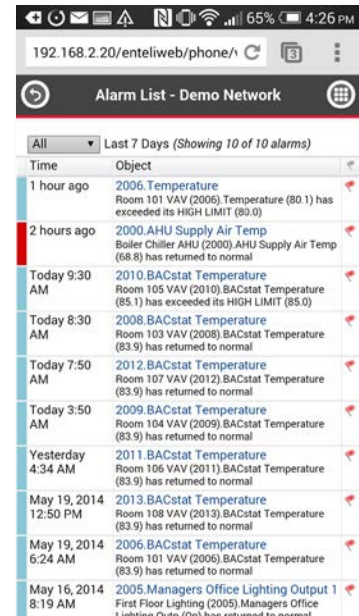 65% 4:26 PM
192.168.2.20/enteliweb/phone/ 3
Alarm List - Demo Network
All Last 7 Days (Showing 10 of 10 alarms)
Time Object
1 hour ago 2006.Temperature
Room 101 VAV (2006).Temperature (80.1) has
exceeded its HIGH LIMIT (80.0)
2 hours ago 2000.AHU Supply Air Temp
Boiler Chiller AHU (2000).AHU Supply Air Temp
(68.8) has returned to normal
Today 9:30 2010.BACstat Temperature
AM Room 105 VAV (2010).BACstat Temperature
(85.1) has exceeded its HIGH LIMIT (85.0)
Today 8:30 2008.BACstat Temperature
AM Room 103 VAV (2008).BACstat Temperature
(83.9) has returned to normal
Today 7:50 2012.BACstat Temperature
AM Room 107 VAV (2012).BACstat Temperature
(83.9) has returned to normal
Today 3:50 2009.BACstat Temperature
AM Room 104 VAV (2009).BACstat Temperature
(83.9) has returned to normal
Yesterday 2011.BACstat Temperature
4:34 AM Room 106 VAV (2011).BACstat Temperature
(83.9) has returned to normal
May 19, 2014 2013.BACstat Temperature
12:50 PM Room 108 VAV (2013).BACstat Temperature
(83.9) has returned to normal
May 19, 2014 2006.BACstat Temperature
6:24 AM Room 101 VAV (2006).BACstat Temperature
(83.9) has returned to normal
May 16, 2014 2005.Managers Office Lighting Output 1
8:19 AM First Floor Lighting (2005).Managers Office
Lighting Outp (On) has returned to normal